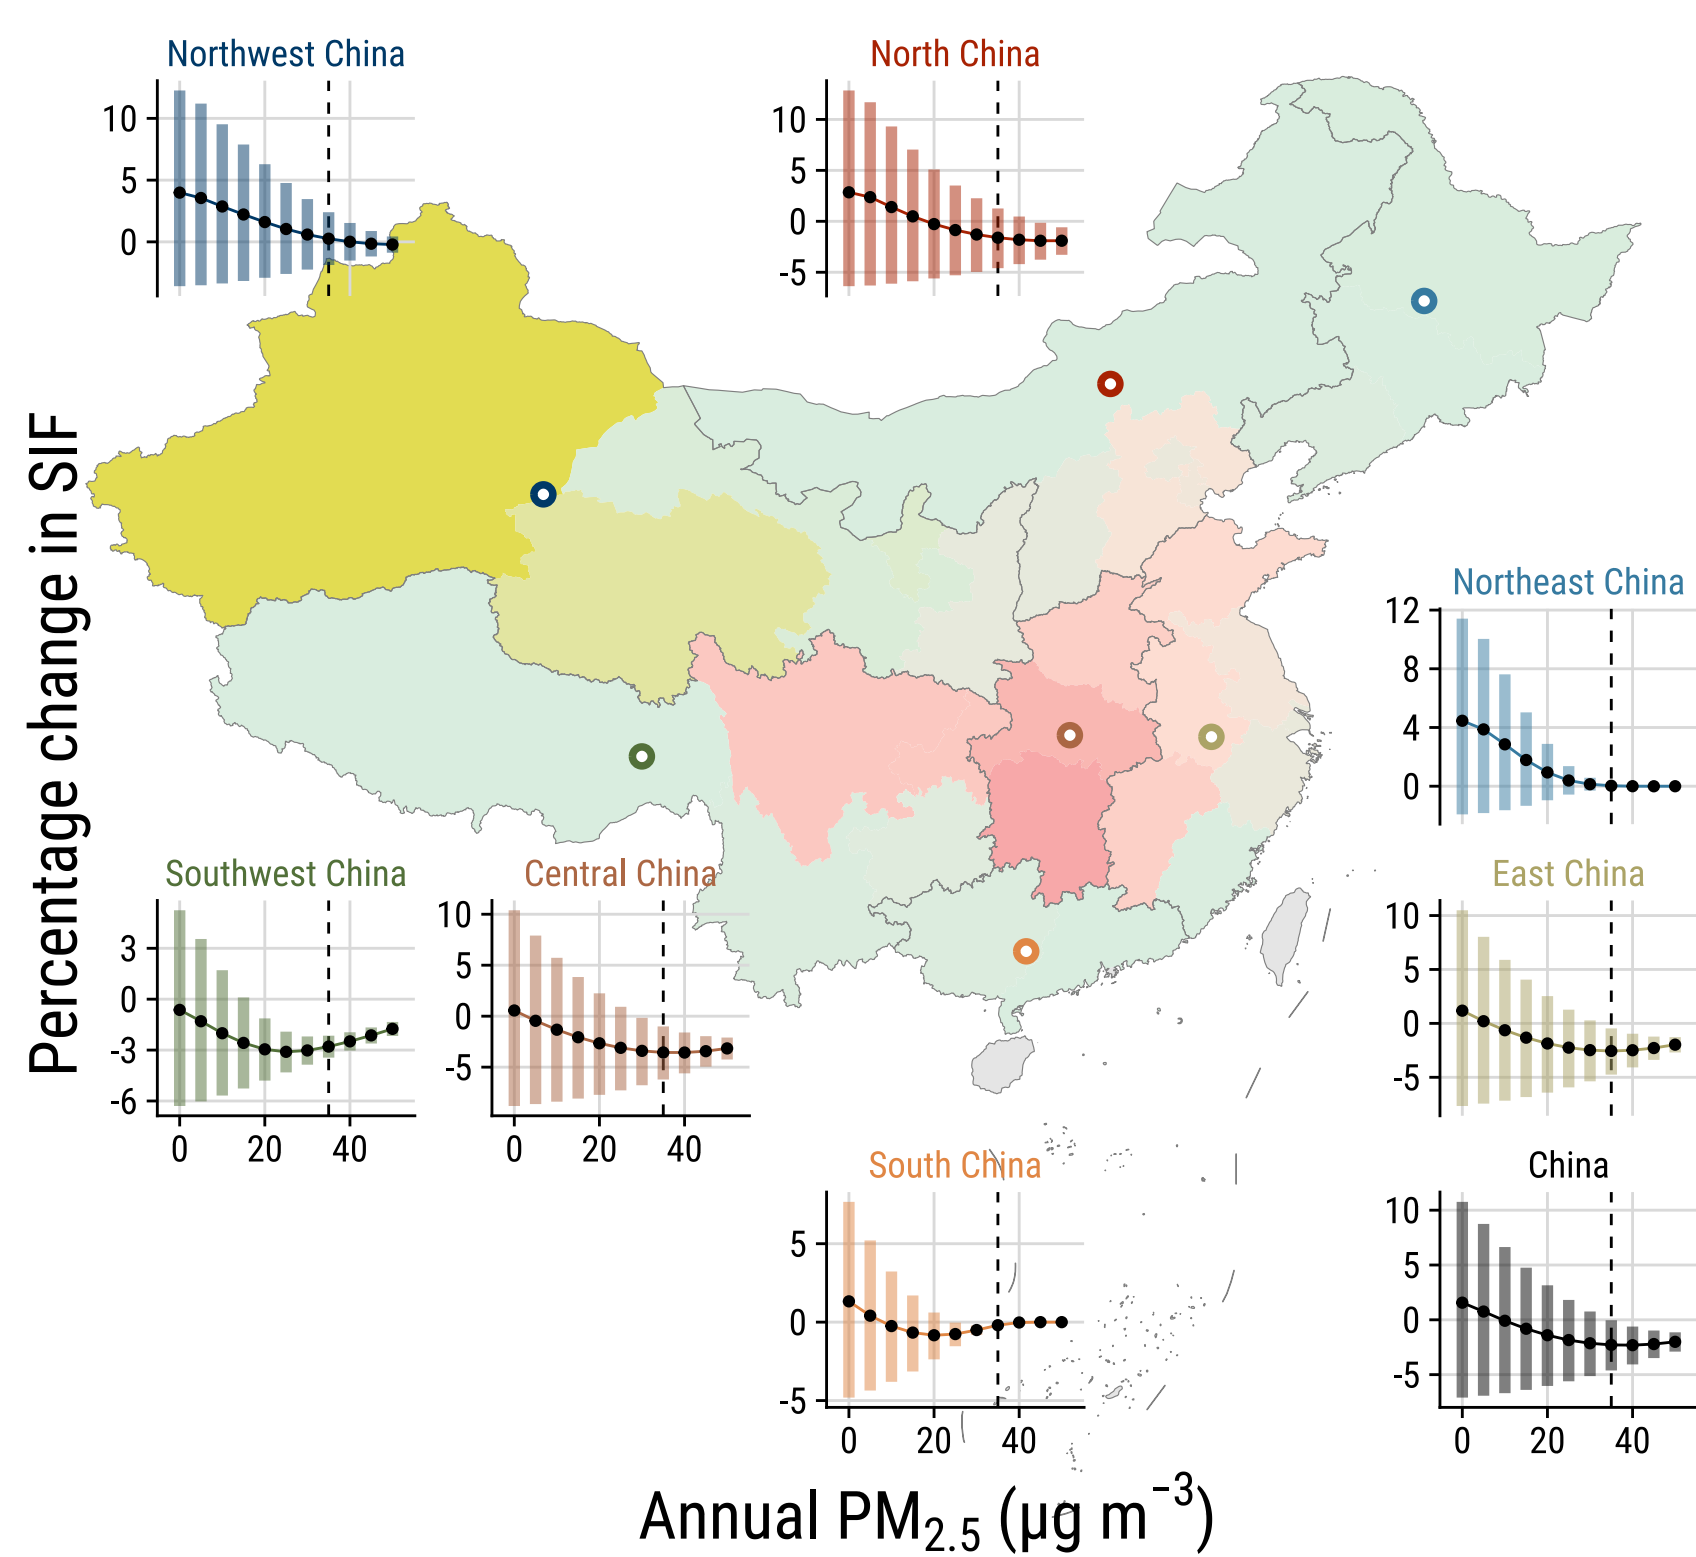 Northwest China
10
5
0
North China
10
5
0
-5
Percentage change in SIF
Northeast China
12
8
4
0
Southwest China
3
0
-3
-6
0 20 40
Central China
10
5
0
-5
0 20 40
East China
10
5
0
-5
South China
5
0
-5
0 20 40
China
10
5
0
-5
0 20 40
Annual PM2.5 (µg m−3)